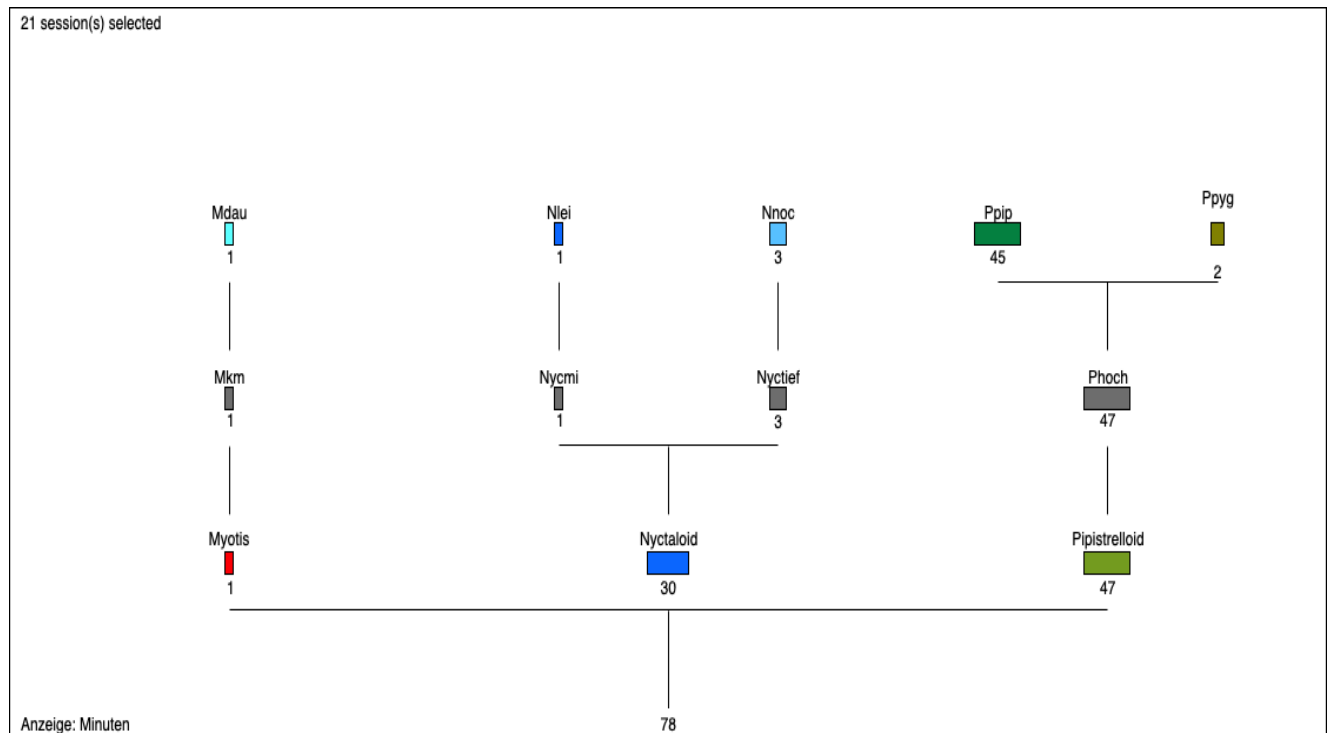 21 session(s) selected
Ppyg
Mdau Nlei Nnoc Ppip
1 1 3 45
2
Mkm Nycmi Nyctief Phoch
1 1 3 47
Myotis Nyctaloid Pipistrelloid
1 30 47
Anzeige: Minuten 78